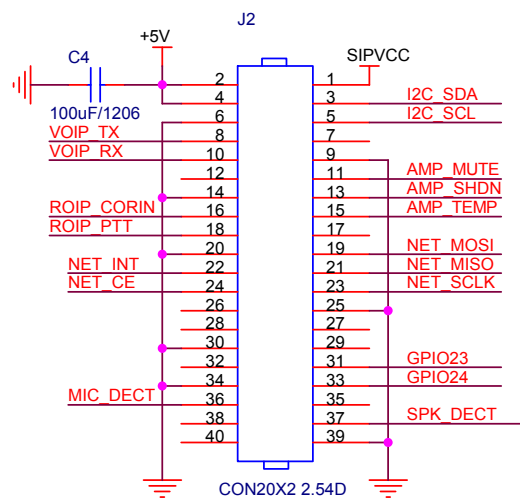 J2
+5V
SIPVCC
C4
100uF/1206
2 1
4 3 I2C_SDA
6 5 I2C_SCL
VOIP_TX 8 7
VOIP_RX 10 9
12 11 AMP_MUTE
14 13 AMP_SHDN
ROIP_CORIN 16 15 AMP_TEMP
ROIP_PTT 18 17
20 19 NET_MOSI
NET_INT 22 21 NET_MISO
NET_CE 24 23 NET_SCLK
26 25
28 27
30 29
32 31 GPIO23
34 33 GPIO24
MIC_DECT 36 35
38 37 SPK_DECT
40 39
CON20X2 2.54D